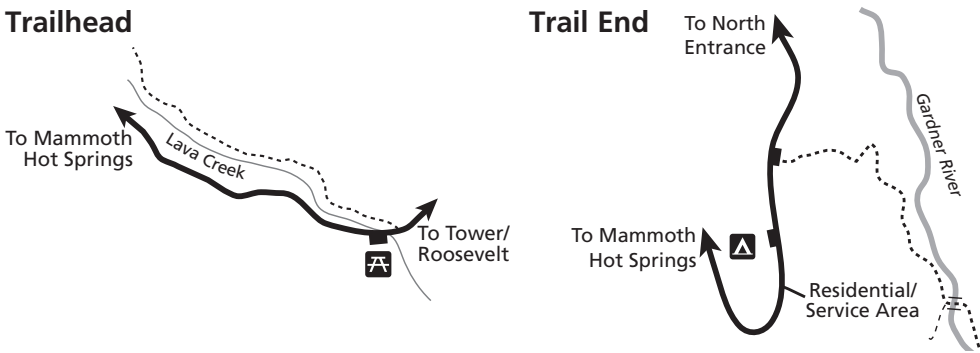 Trailhead
To Mammoth
Hot Springs
Lava Creek
To Tower/
Roosevelt
Trail End
To North
Entrance
Gardner River
To Mammoth
Hot Springs
Residential/
Service Area